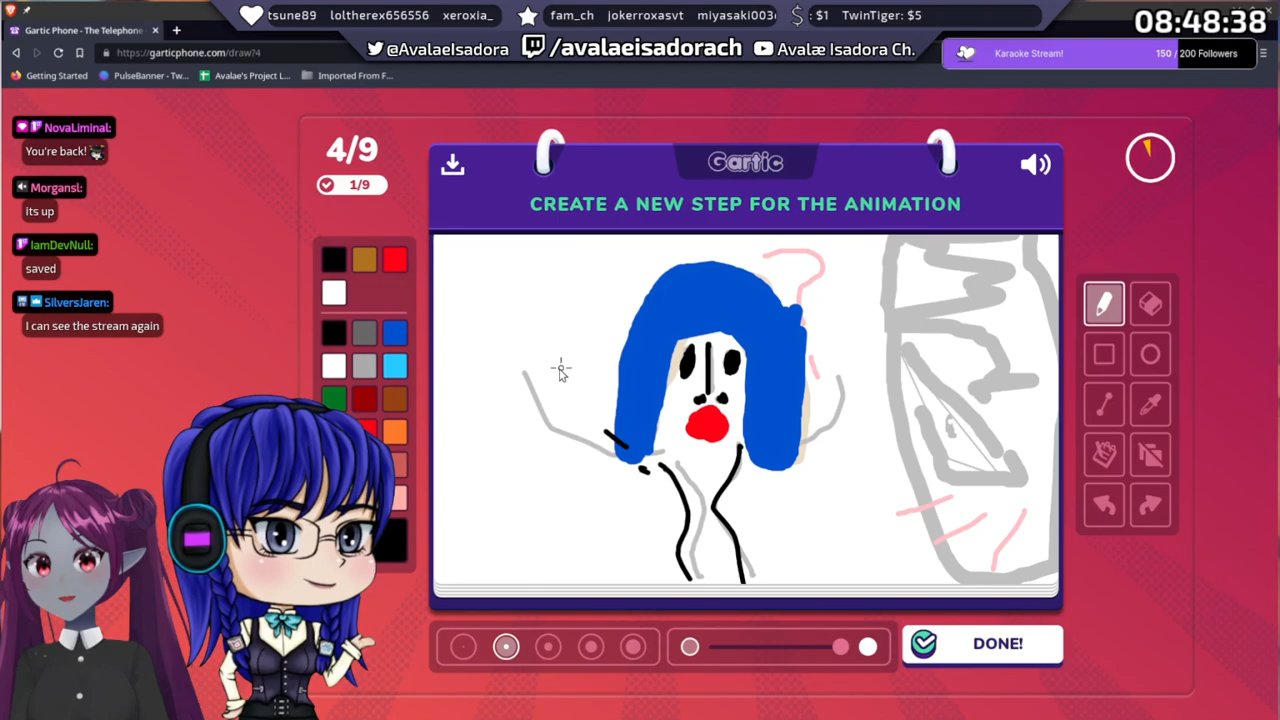 tsune89 loltherex656556 xeroxia_ fam_ch jokerroxasvt miyasaki003 $ : $1 TwinTiger: $5
08:48:38
Gartic Phone - The Telephone
@AvalaeIsadora /avalaeisadorach Avalæ Isadora Ch.
https://garticphone.com/draw?4
Karaoke Stream! 150 / 200 Followers
Getting Started PulseBanner - Tw... Avalae's Project L... Imported From F...
NovaLiminal:
You're back!
Morgansl:
its up
IamDevNull:
saved
SilversJaren:
I can see the stream again
4/9
1/9
Gartic
CREATE A NEW STEP FOR THE ANIMATION
DONE!